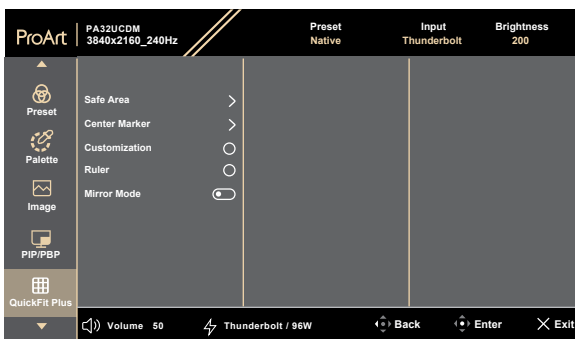 ProArt
PA32UCDM
3840x2160_240Hz
Preset
Native
Input
Thunderbolt
Brightness
200
Preset
Palette
Image
PIP/PBP
QuickFit Plus
Safe Area
Center Marker
Customization
Ruler
Mirror Mode
Volume 50
Thunderbolt / 96W
Back
Enter
Exit